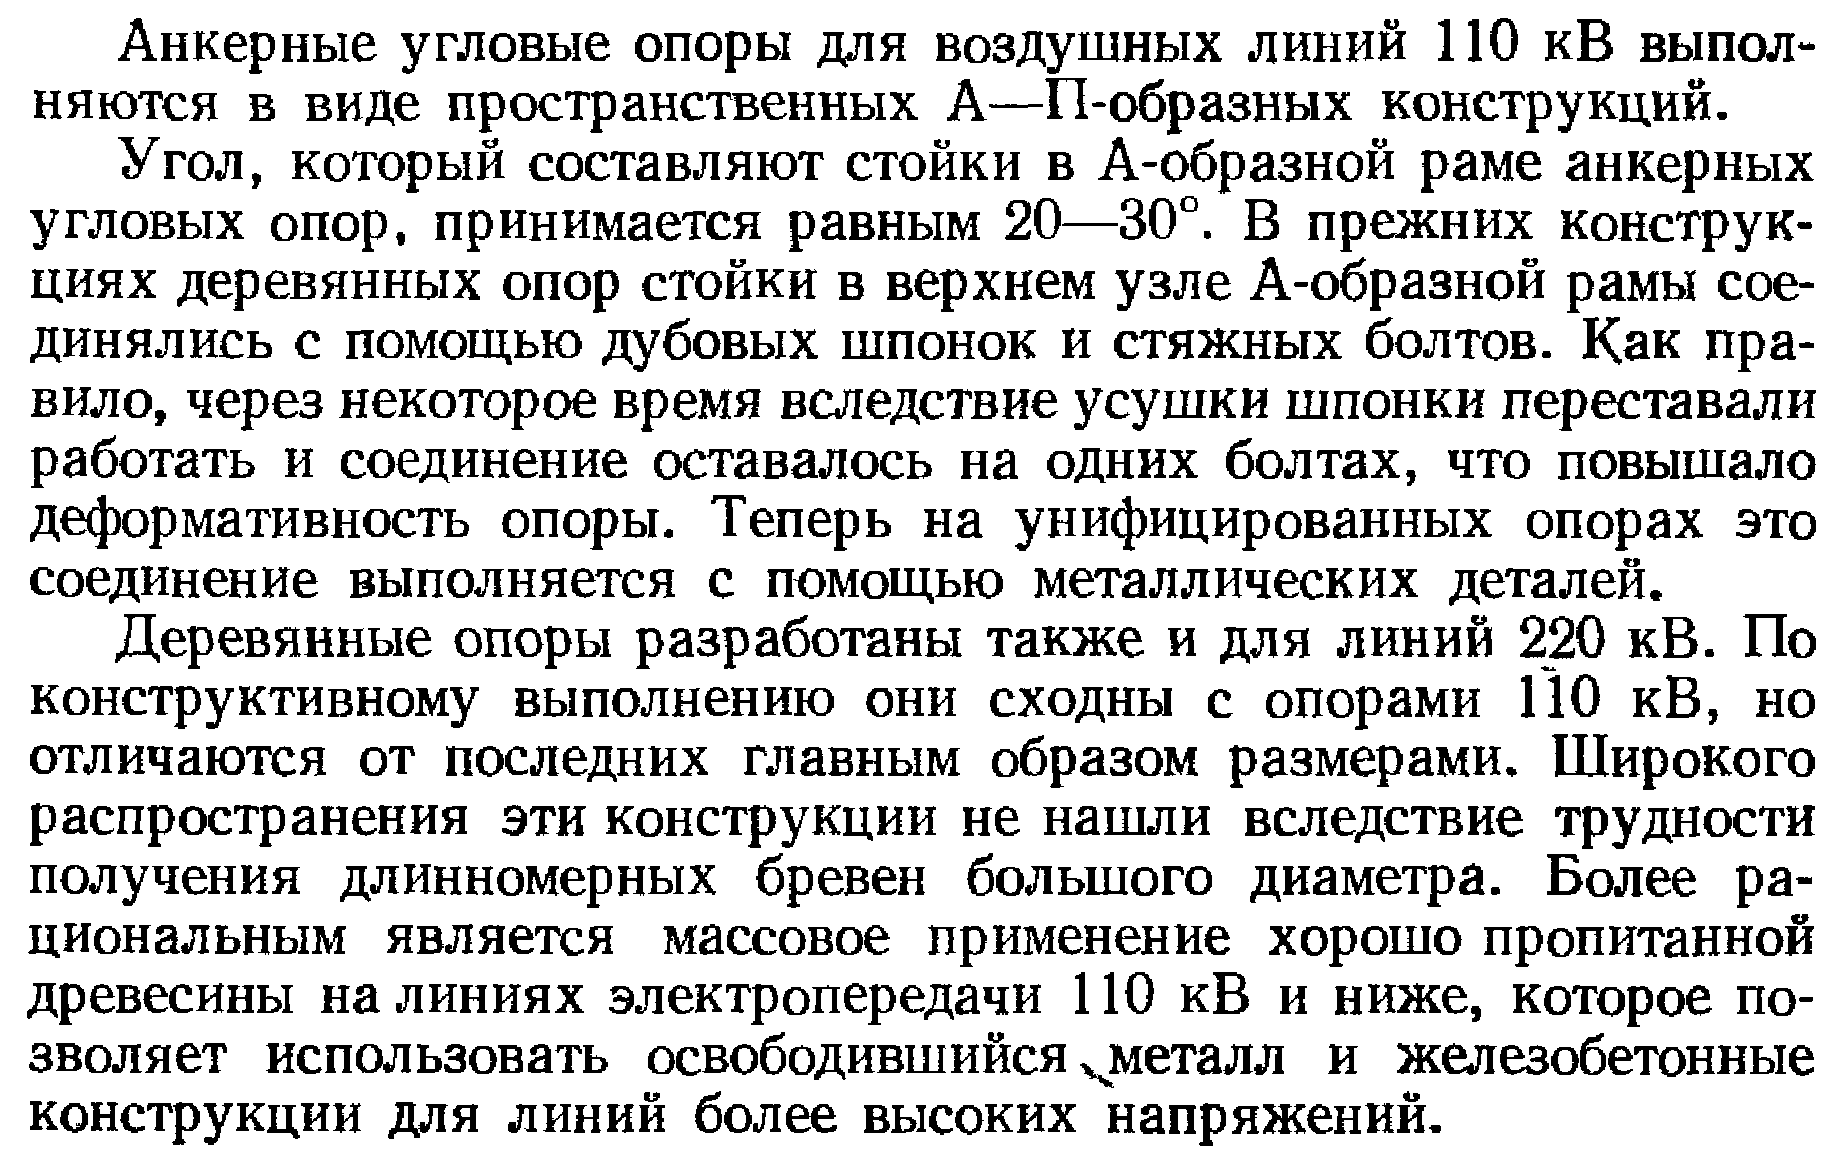 Анкерные угловые опоры для воздушных линий 110 кВ выпол-
няются в виде пространственных А—П-образных конструкций.
Угол, который составляют стойки в А-образной раме анкерных
угловых опор, принимается равным 20—30°. В прежних конструк-
циях деревянных опор стойки в верхнем узле А-образной рамы сое-
динялись с помощью дубовых шпонок и стяжных болтов. Как пра-
вило, через некоторое время вследствие усушки шпонки переставали
работать и соединение оставалось на одних болтах, что повышало
деформативность опоры. Теперь на унифицированных опорах это
соединение выполняется с помощью металлических деталей.
Деревянные опоры разработаны также и для линий 220 кВ. По
конструктивному выполнению они сходны с опорами 110 кВ, но
отличаются от последних главным образом размерами. Широкого
распространения эти конструкции не нашли вследствие трудности
получения длинномерных бревен большого диаметра. Более ра-
циональным является массовое применение хорошо пропитанной
древесины на линиях электропередачи 110 кВ и ниже, которое по-
зволяет использовать освободившийся металл и железобетонные
конструкции для линий более высоких напряжений.